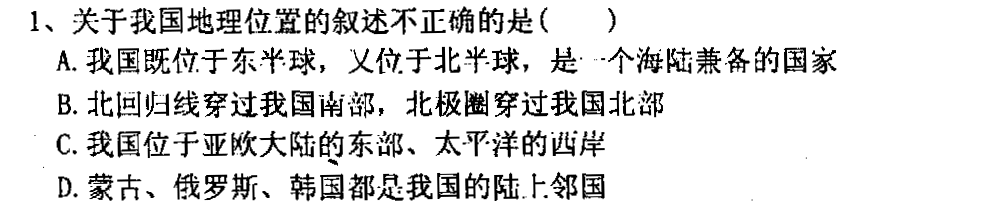 1、关于我国地理位置的叙述不正确的是(　　)
A.我国既位于东半球，又位于北半球，是一个海陆兼备的国家
B.北回归线穿过我国南部，北极圈穿过我国北部
C.我国位于亚欧大陆的东部、太平洋的西岸
D.蒙古、俄罗斯、韩国都是我国的陆上邻国